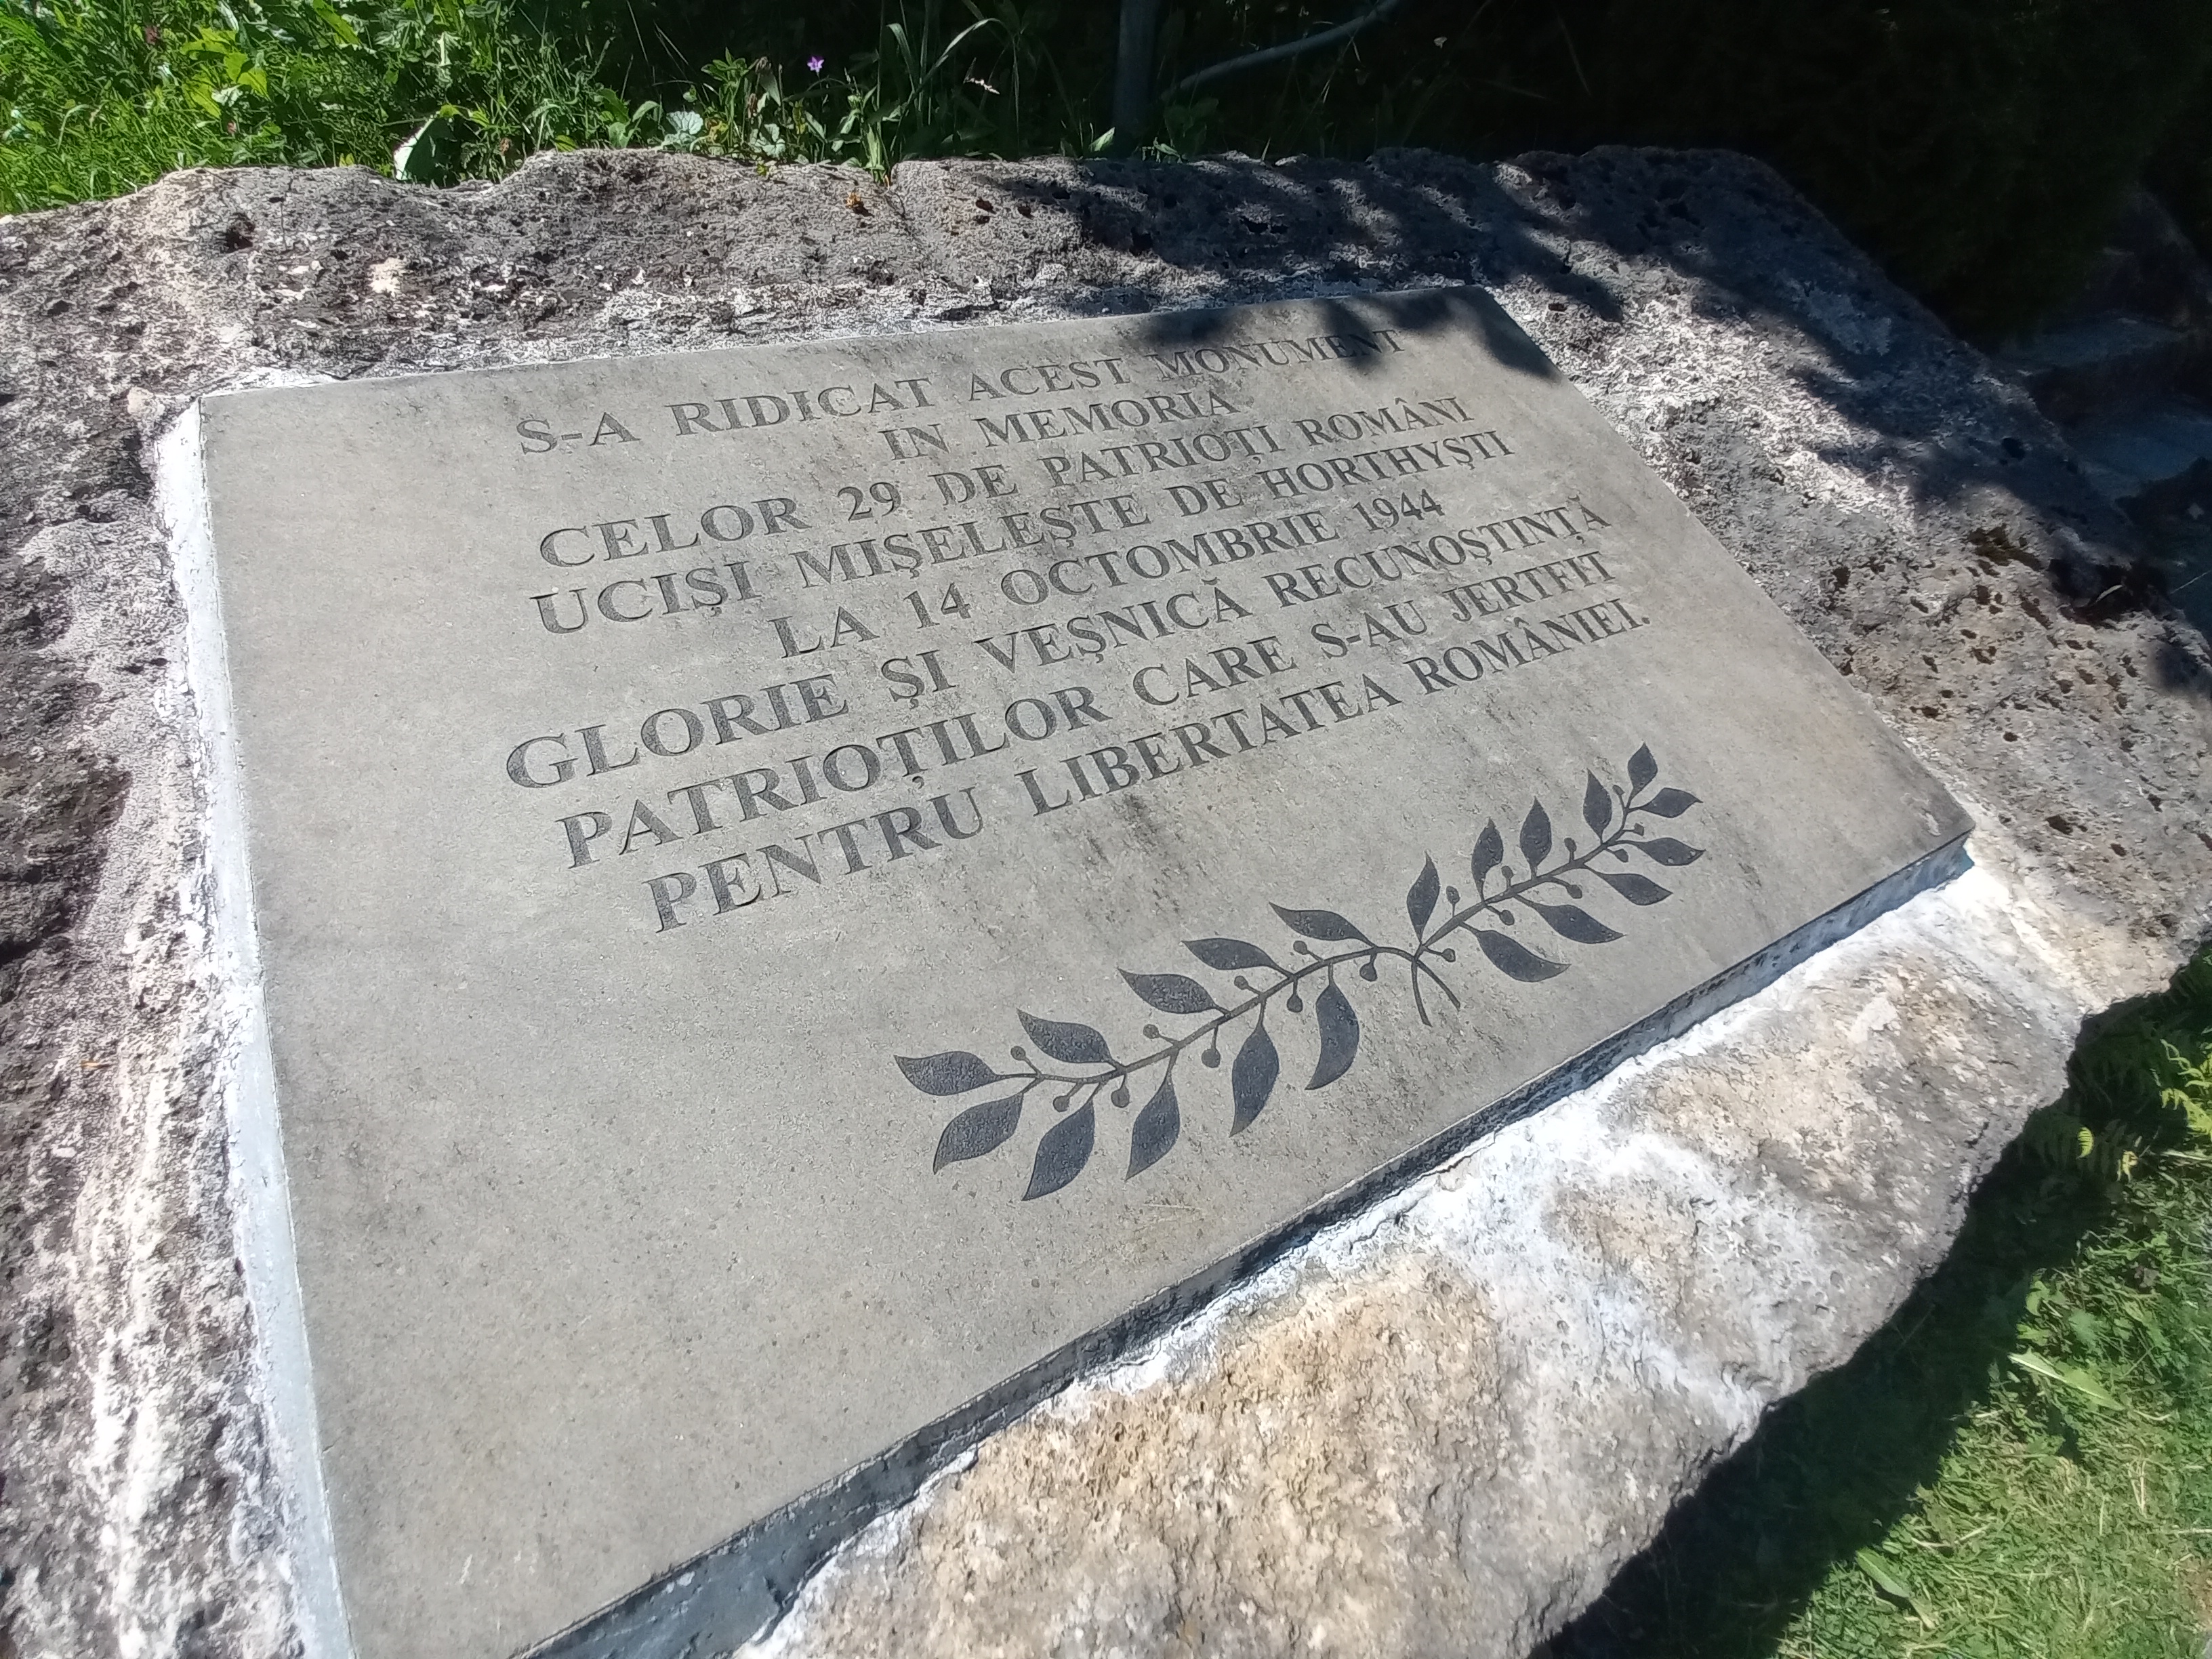 S-A RIDICAT ACEST MONUMENT
IN MEMORIA
CELOR 29 DE PATRIOȚI ROMÂNI
UCIȘI MIȘELEȘTE DE HORTHYȘTI
LA 14 OCTOMBRIE 1944
GLORIE ȘI VEȘNICĂ RECUNOȘTINȚĂ
PATRIOȚILOR CARE S-AU JERTFIT
PENTRU LIBERTATEA ROMÂNIEI.